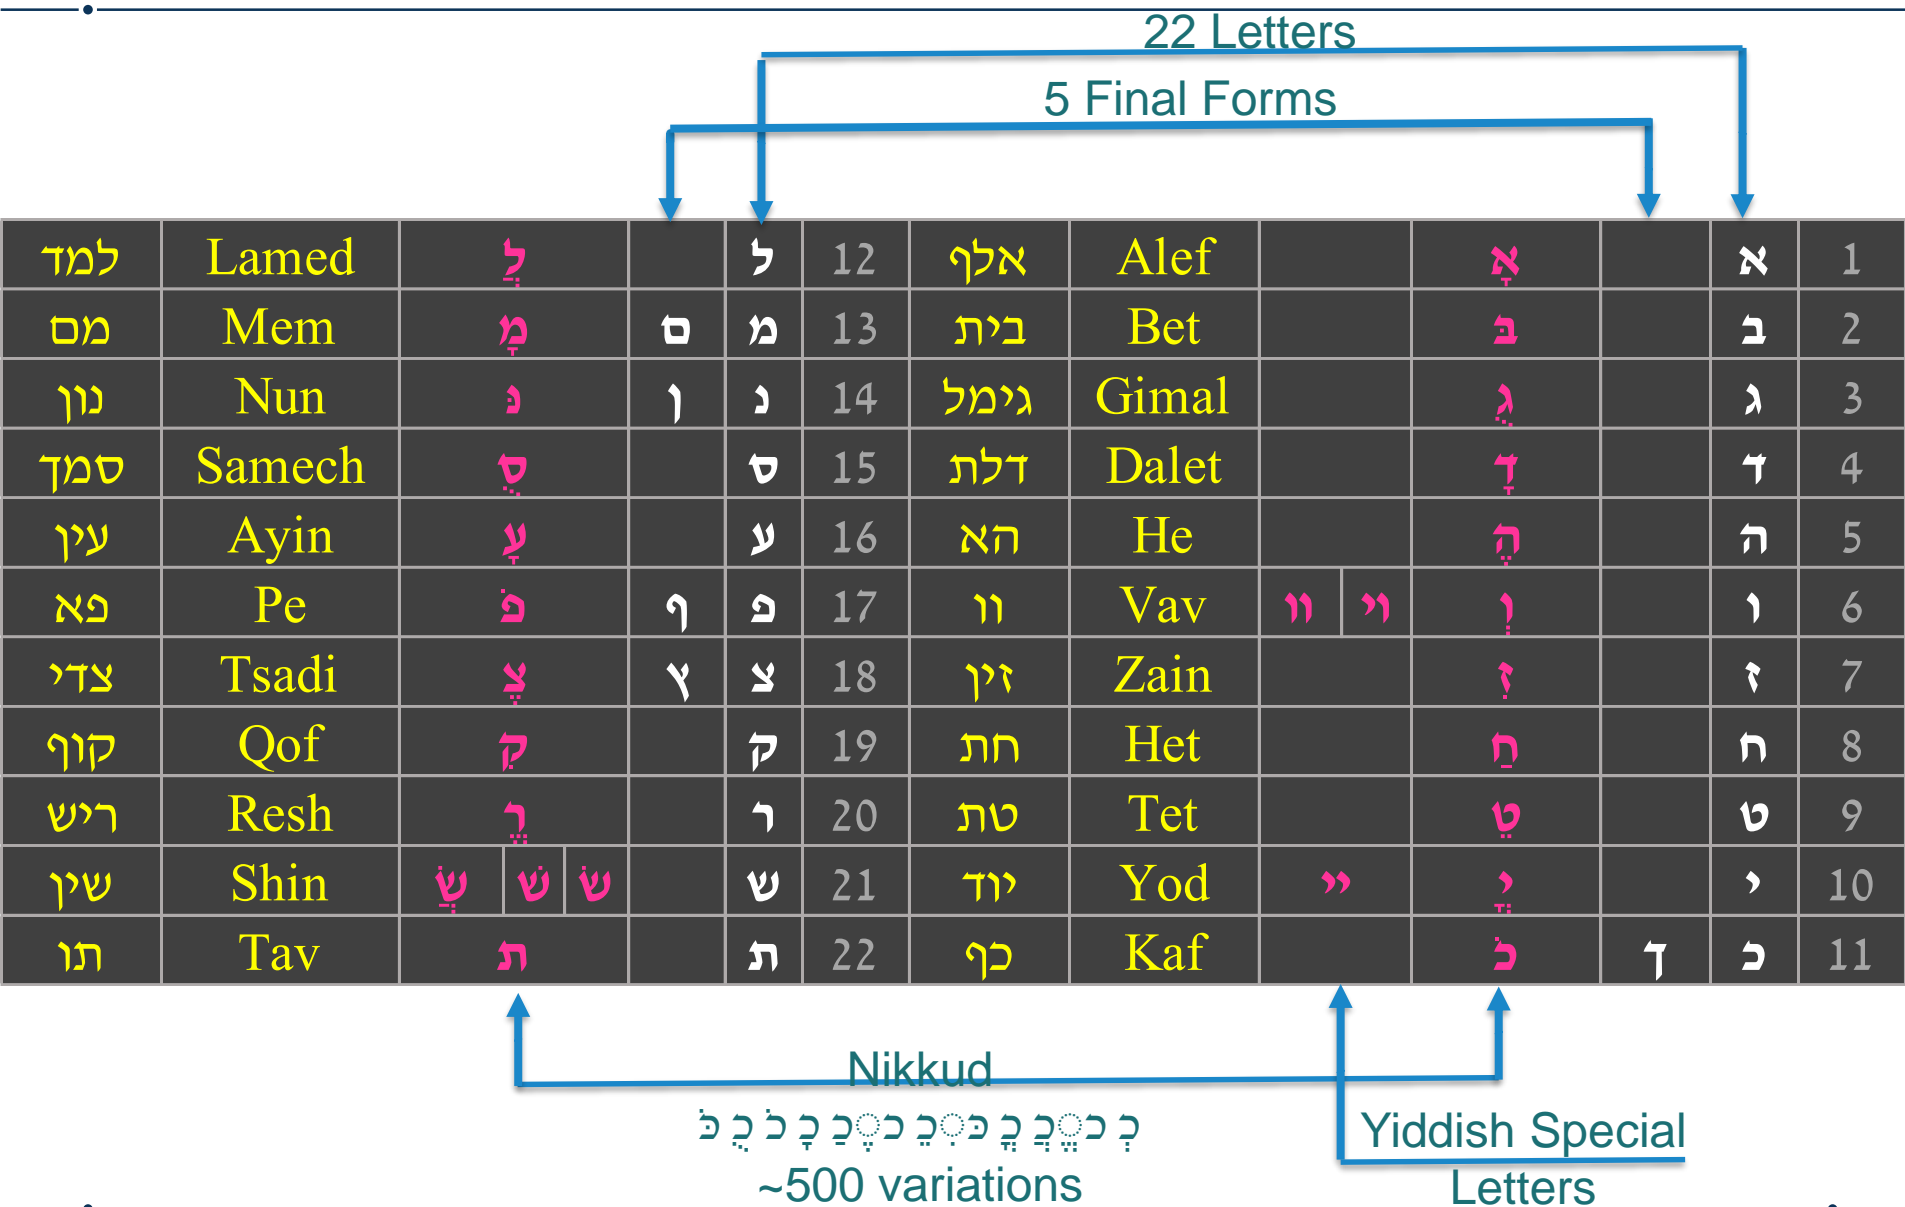 22 Letters
5 Final Forms
למד Lamed לֲ ל 12 אלף Alef אָ א 1
מם Mem מָ ם מ 13 בית Bet בּ ב 2
נון Nun נּ ן נ 14 גימל Gimal גֻ ג 3
סמך Samech סֻ ס 15 דלת Dalet דָ ד 4
עין Ayin עָ ע 16 הא He הֶ ה 5
פא Pe פֹּ ף פ 17 וו Vav וו וי וְ ו 6
צדי Tsadi צֶ ץ צ 18 זין Zain זִ ז 7
קוף Qof קִ ק 19 חת Het חַ ח 8
ריש Resh רֱ ר 20 טת Tet טֵ ט 9
שין Shin שֲׂ שׁ שׂ ש 21 יוד Yod יי יֳ י 10
תו Tav ת ת 22 כף Kaf כֹּ ך כ 11
Nikkud
~500 variations
Yiddish Special
Letters